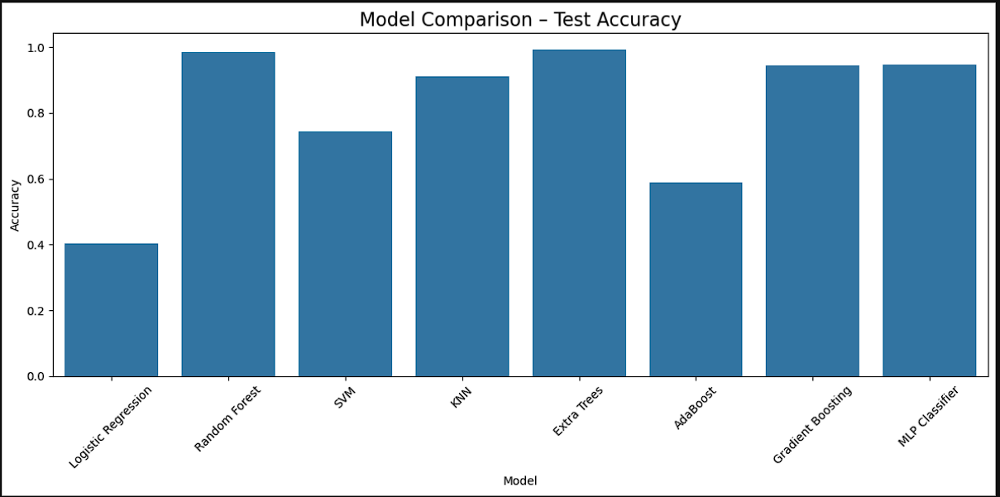 Model Comparison – Test Accuracy
1.0
0.8
0.6
0.4
0.2
0.0
Accuracy
Logistic Regression
Random Forest
SVM
KNN
Extra Trees
AdaBoost
Gradient Boosting
MLP Classifier
Model